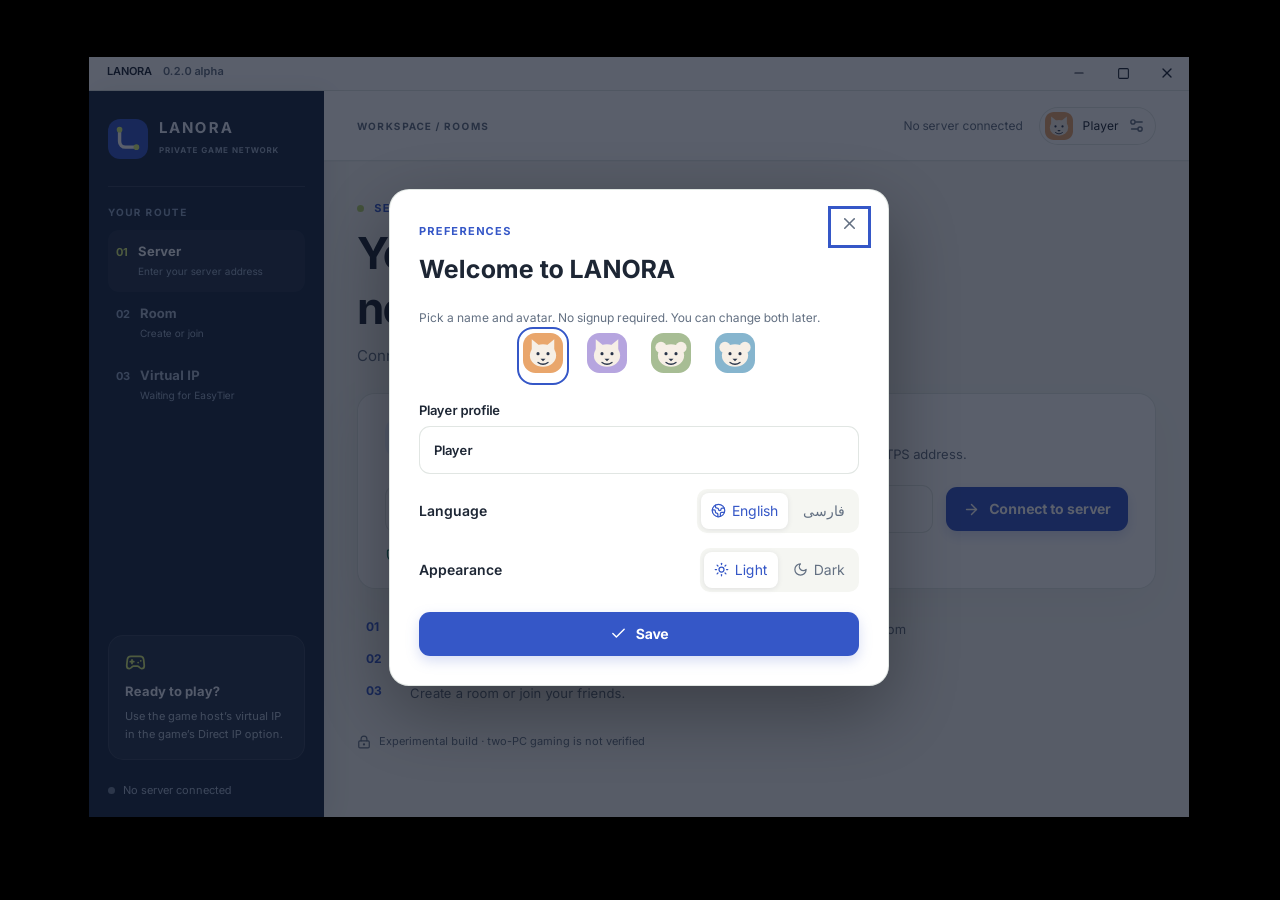 LANORA 0.2.0 alpha
LANORA
PRIVATE GAME NETWORK
WORKSPACE / ROOMS
No server connected
Player
YOUR ROUTE
01 Server
Enter your server address
02 Room
Create or join
03 Virtual IP
Waiting for EasyTier
Ready to play?
Use the game host's virtual IP
in the game's Direct IP option.
No server connected
PREFERENCES
Welcome to LANORA
Pick a name and avatar. No signup required. You can change both later.
Player profile
Player
Language
English
فارسی
Appearance
Light
Dark
Save
Connect to server
01
02
03 Create a room or join your friends.
Experimental build · two-PC gaming is not verified